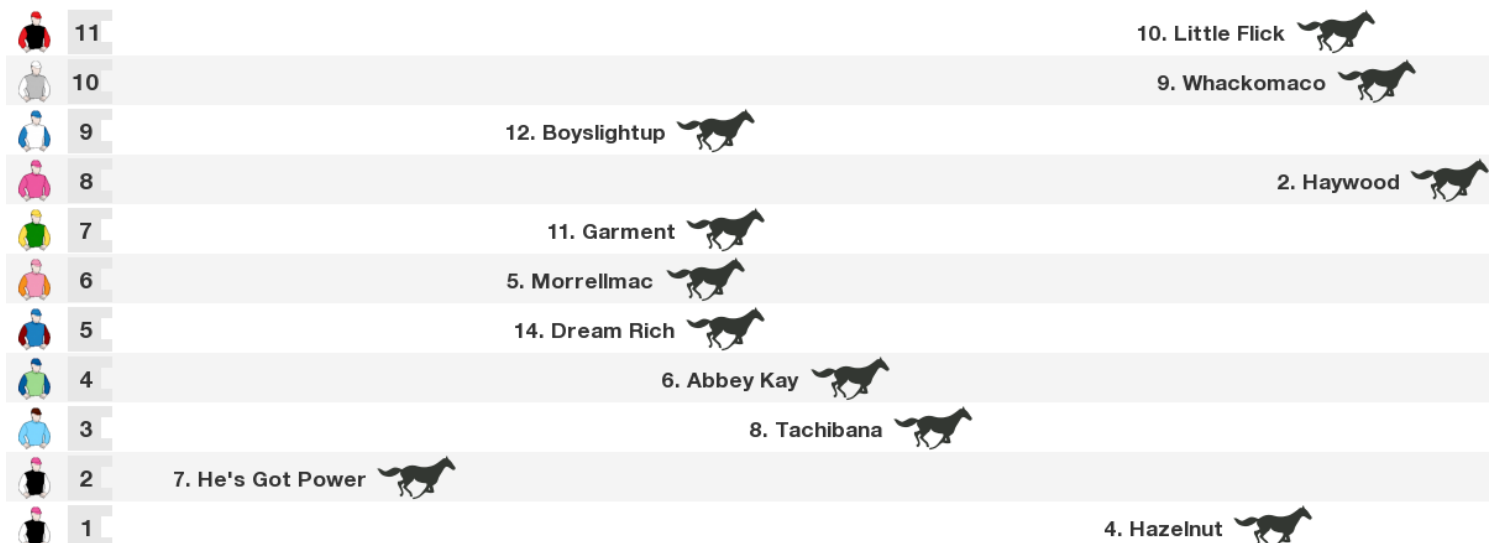 11 10. Little Flick
10 9. Whackomaco
9 12. Boyslightup
8 2. Haywood
7 11. Garment
6 5. Morrellmac
5 14. Dream Rich
4 6. Abbey Kay
3 8. Tachibana
2 7. He's Got Power
1 4. Hazelnut